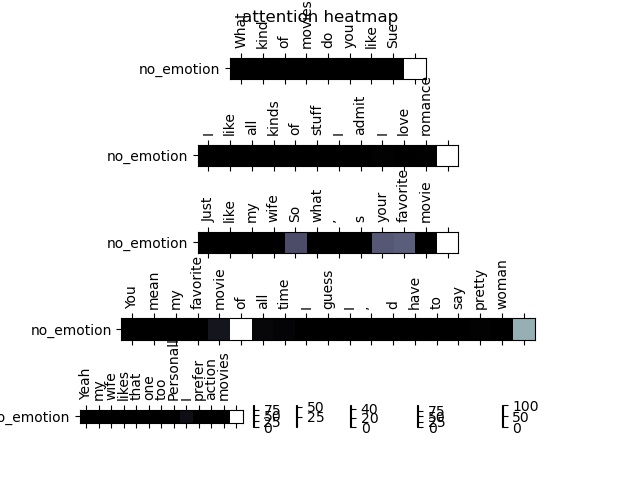 attention heatmap
What kind of movies do you like Sue
no_emotion
I like all kinds of stuff I admit I love romance
no_emotion
Just like my wife So what , s your favorite movie
no_emotion
You mean my favorite movie of all time I guess I , d have to say pretty woman
no_emotion
Yeah my wife likes that one too Personally I prefer action movies
no_emotion
75 50 25 0
50 25
40 20 0
75 50 25 0
100 50 0